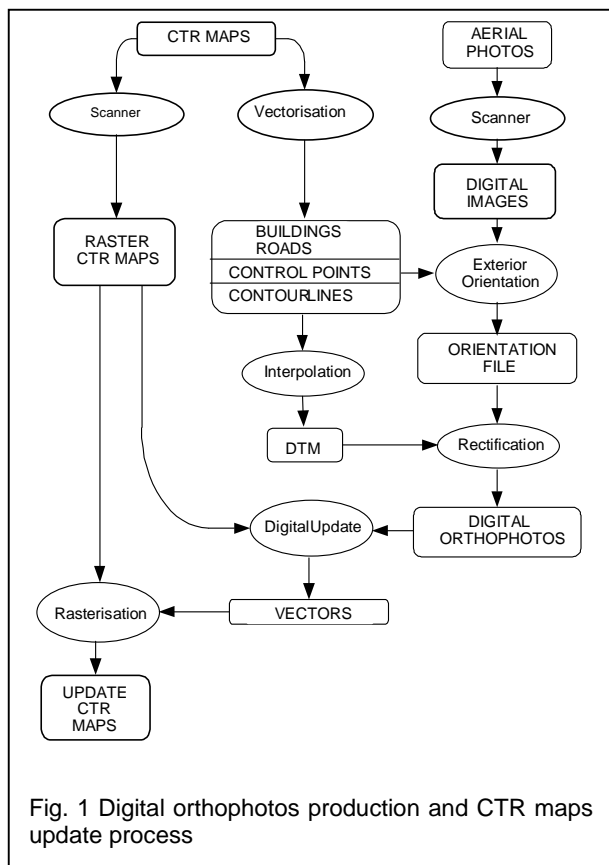 CTR MAPS
AERIAL
PHOTOS
Scanner
Vectorisation
Scanner
DIGITAL
IMAGES
RASTER
CTR MAPS
BUILDINGS
ROADS
CONTROL POINTS
CONTOURLINES
Exterior
Orientation
Interpolation
ORIENTATION
FILE
DTM
Rectification
DigitalUpdate
DIGITAL
ORTHOPHOTOS
Rasterisation
VECTORS
UPDATE
CTR
MAPS
Fig. 1 Digital orthophotos production and CTR maps
update process